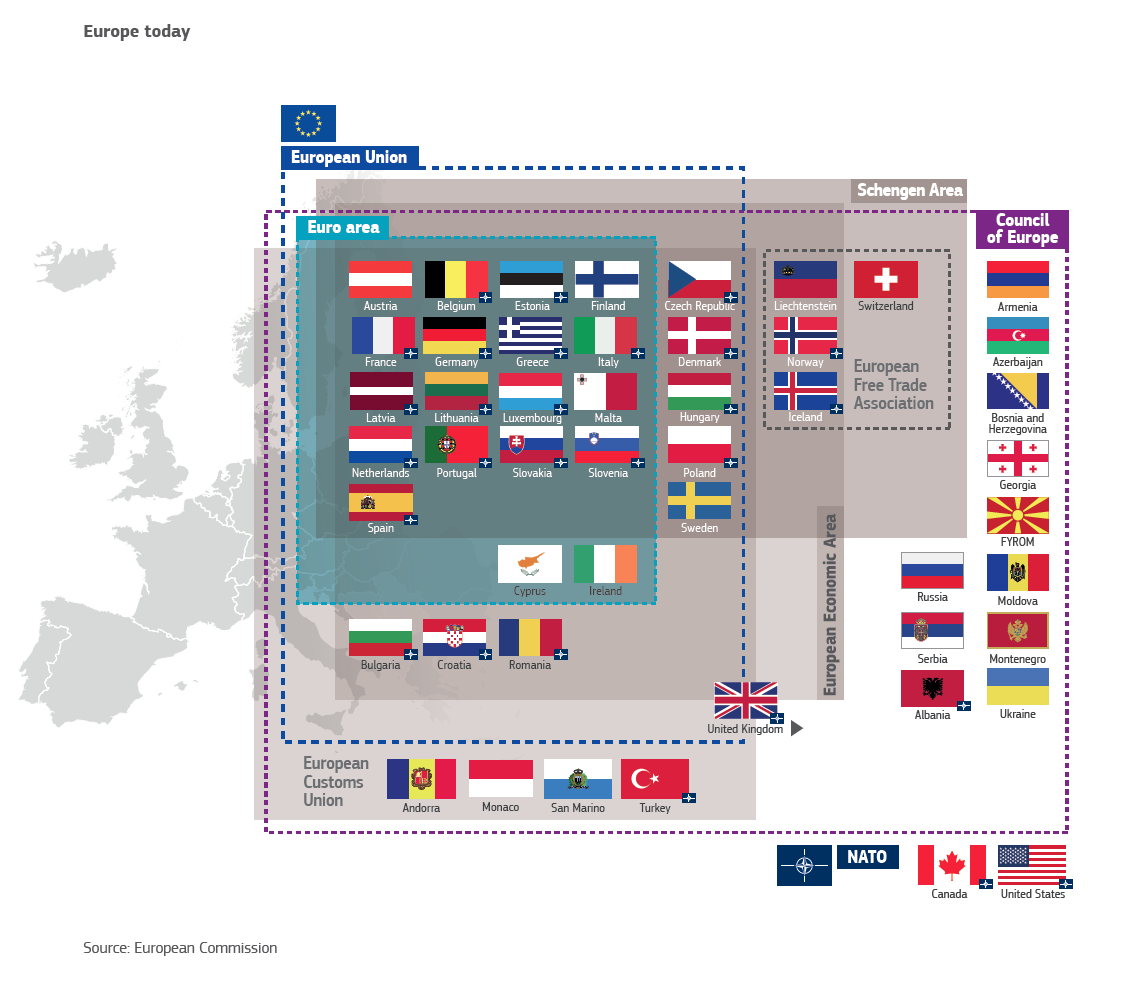 Europe today
European Union
Schengen Area
Council
of Europe
Euro area
Austria
Belgium
Estonia
Finland
Czech Republic
Liechtenstein
Switzerland
Armenia
France
Germany
Greece
Italy
Denmark
Norway
Azerbaijan
European
Free Trade
Association
Latvia
Lithuania
Luxembourg
Malta
Hungary
Iceland
Bosnia and
Herzegovina
Netherlands
Portugal
Slovakia
Slovenia
Poland
Georgia
Spain
Sweden
FYROM
European Economic Area
Cyprus
Ireland
Russia
Moldova
Bulgaria
Croatia
Romania
Serbia
Montenegro
Albania
Ukraine
United Kingdom
European
Customs
Union
Andorra
Monaco
San Marino
Turkey
NATO
Canada
United States
Source: European Commission